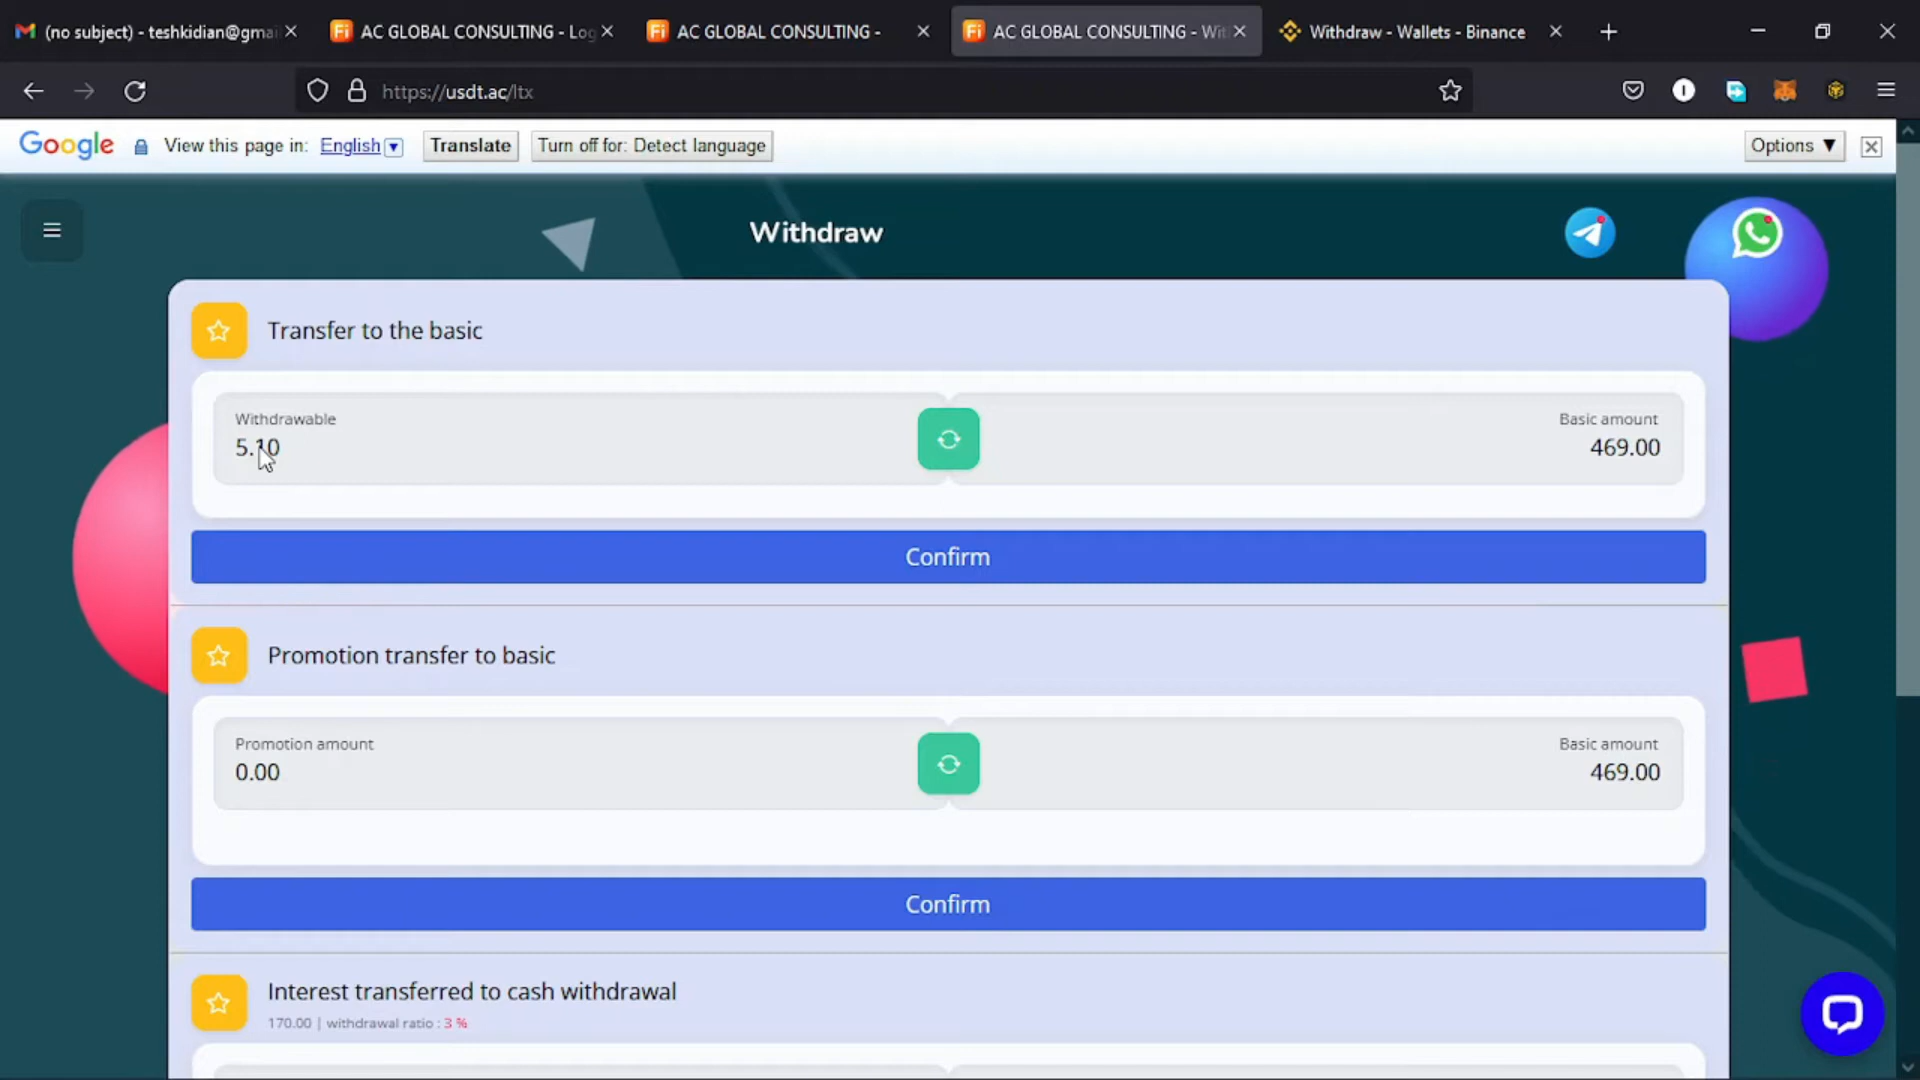 (no subject) - teshkidian@gmai
AC GLOBAL CONSULTING - Log
AC GLOBAL CONSULTING -
AC GLOBAL CONSULTING - Wit
Withdraw - Wallets - Binance
https://usdt.ac/ltx
Google View this page in: English Translate Turn off for: Detect language Options ▼
Withdraw
Transfer to the basic
Withdrawable Basic amount
5.10 469.00
Confirm
Promotion transfer to basic
Promotion amount Basic amount
0.00 469.00
Confirm
Interest transferred to cash withdrawal
170.00 | withdrawal ratio : 3 %